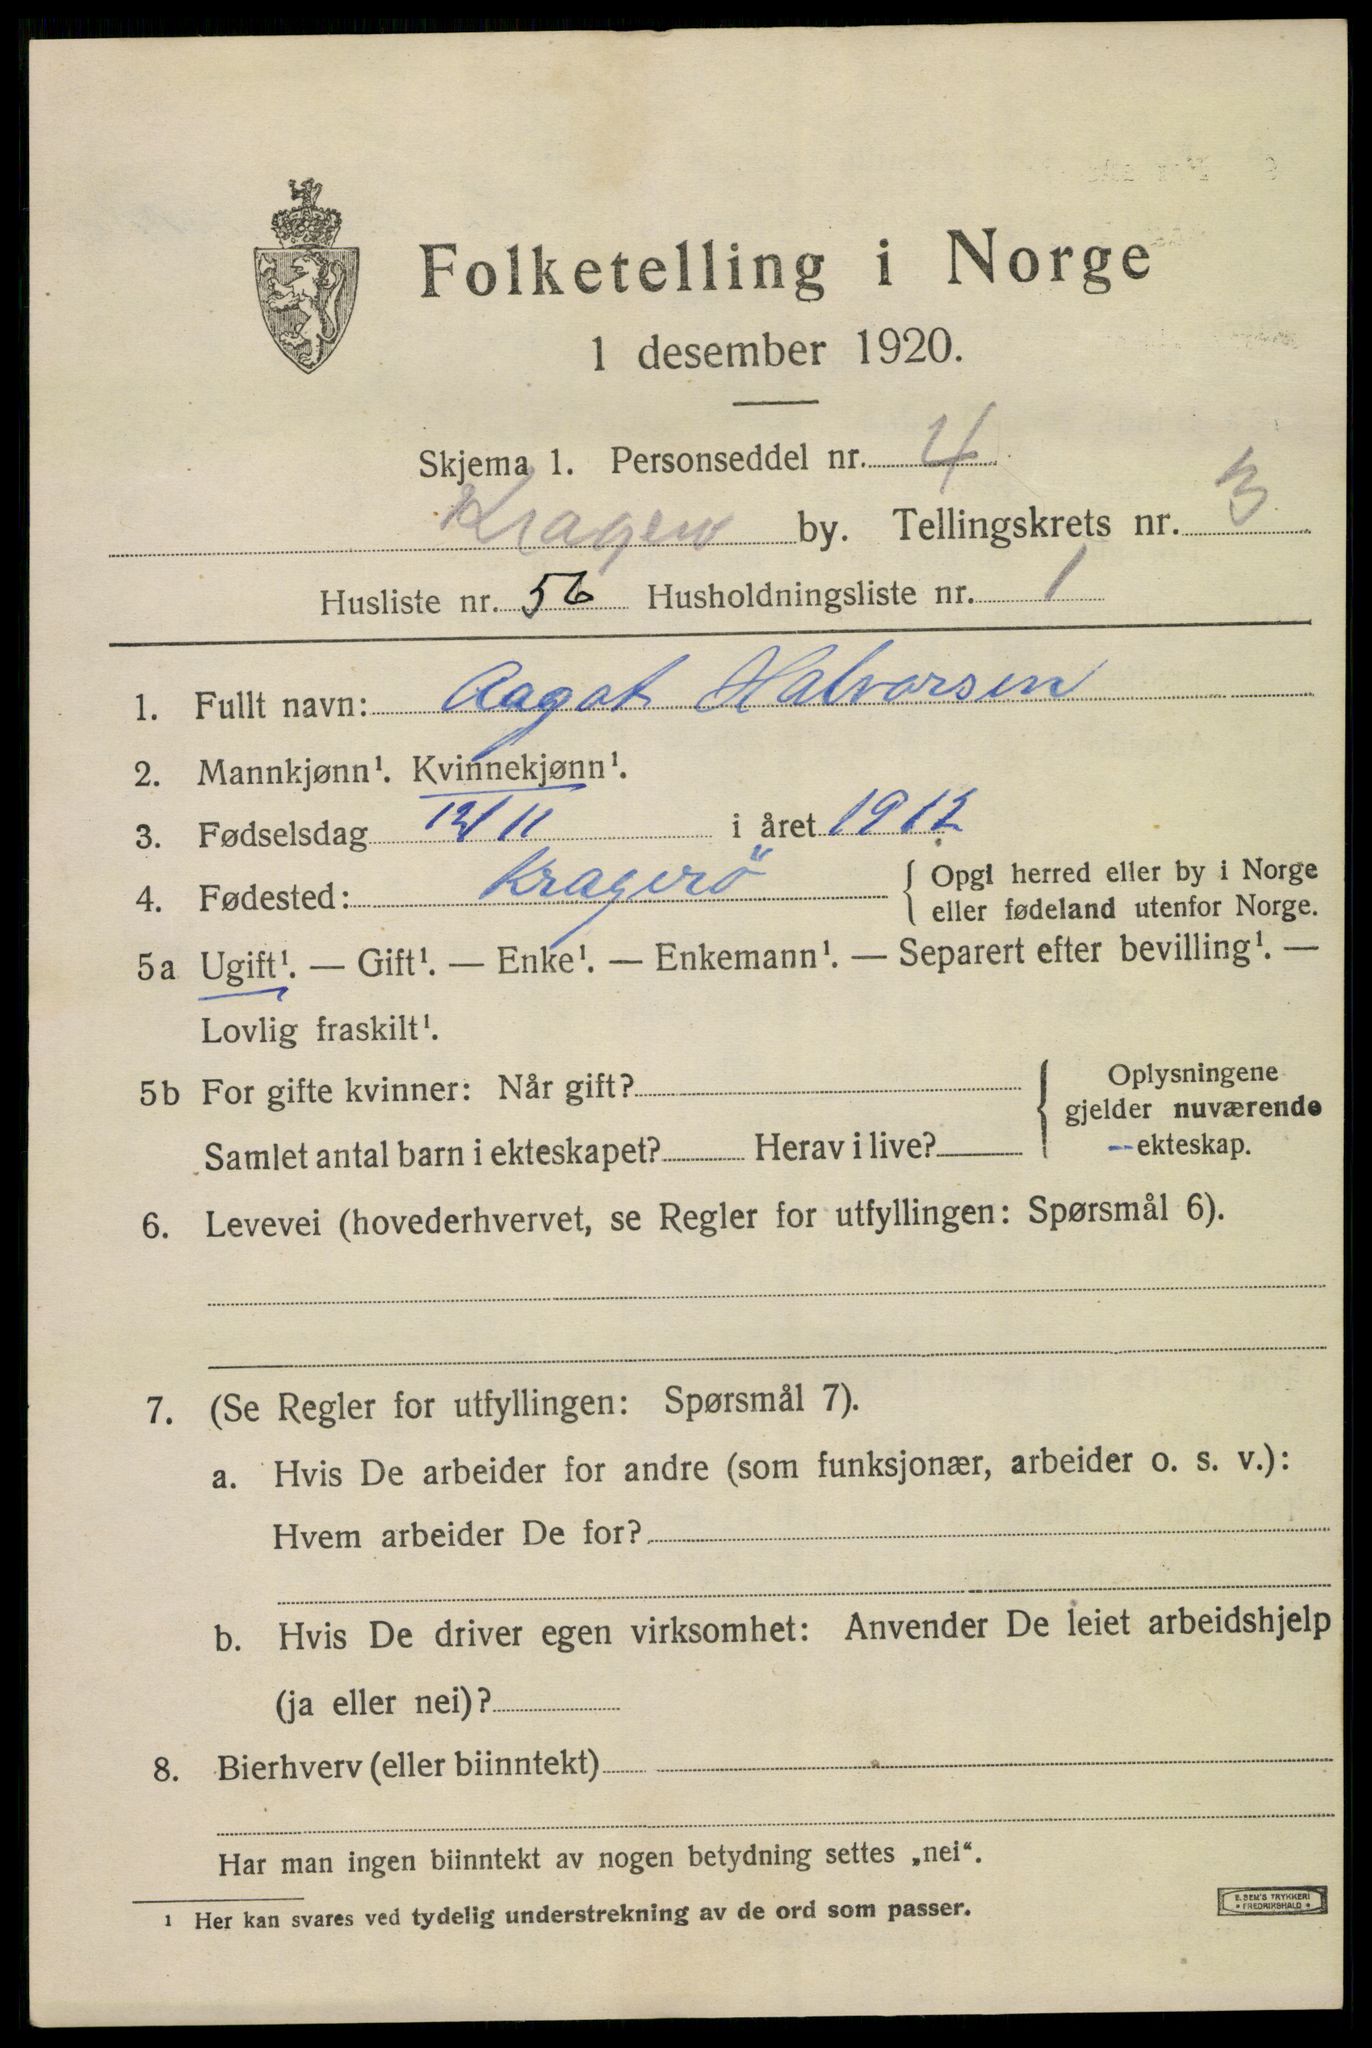 Folketelling i Norge
1 desember 1920.
Skjema 1. Personseddel nr. 4
Kragerø by. Tellingskrets nr. 3
Husliste nr. 56 Husholdningsliste nr. 1
1. Fullt navn: Aagot Halvorsen
2. Mannkjønn¹. Kvinnekjønn¹.
3. Fødselsdag 12/11 i året 1912
4. Fødested: Kragerö { Opgi herred eller by i Norge
eller fødeland utenfor Norge.
5a Ugift¹. — Gift¹. — Enke¹. — Enkemann¹. — Separert efter bevilling¹. —
Lovlig fraskilt¹.
5b For gifte kvinner: Når gift?
Samlet antal barn i ekteskapet? Herav i live?
{ Oplysningene
gjelder nuværende
ekteskap.
6. Levevei (hovederhvervet, se Regler for utfyllingen: Spørsmål 6).
7. (Se Regler for utfyllingen: Spørsmål 7).
a. Hvis De arbeider for andre (som funksjonær, arbeider o. s. v.):
Hvem arbeider De for?
b. Hvis De driver egen virksomhet: Anvender De leiet arbeidshjelp
(ja eller nei)?
8. Bierhverv (eller biinntekt)
Har man ingen biinntekt av nogen betydning settes „nei“.
1 Her kan svares ved tydelig understrekning av de ord som passer.
E. SEM'S TRYKKERI
* FREDRIKSHALD *